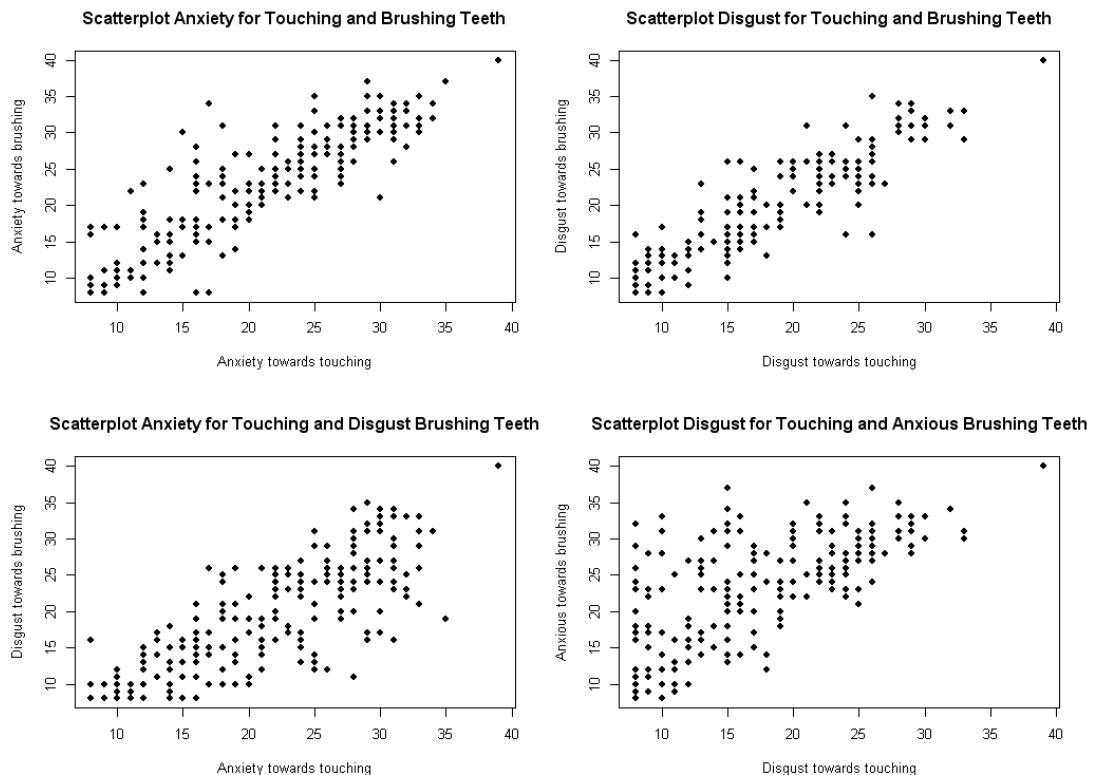 Scatterplot Anxiety for Touching and Brushing Teeth
Anxiety towards brushing
40
35
30
25
20
15
10
10 15 20 25 30 35 40
Anxiety towards touching
Scatterplot Disgust for Touching and Brushing Teeth
Disgust towards brushing
40
35
30
25
20
15
10
10 15 20 25 30 35 40
Disgust towards touching
Scatterplot Anxiety for Touching and Disgust Brushing Teeth
Disgust towards brushing
40
35
30
25
20
15
10
10 15 20 25 30 35 40
Anxiety towards touching
Scatterplot Disgust for Touching and Anxious Brushing Teeth
Anxious towards brushing
40
35
30
25
20
15
10
10 15 20 25 30 35 40
Disgust towards touching